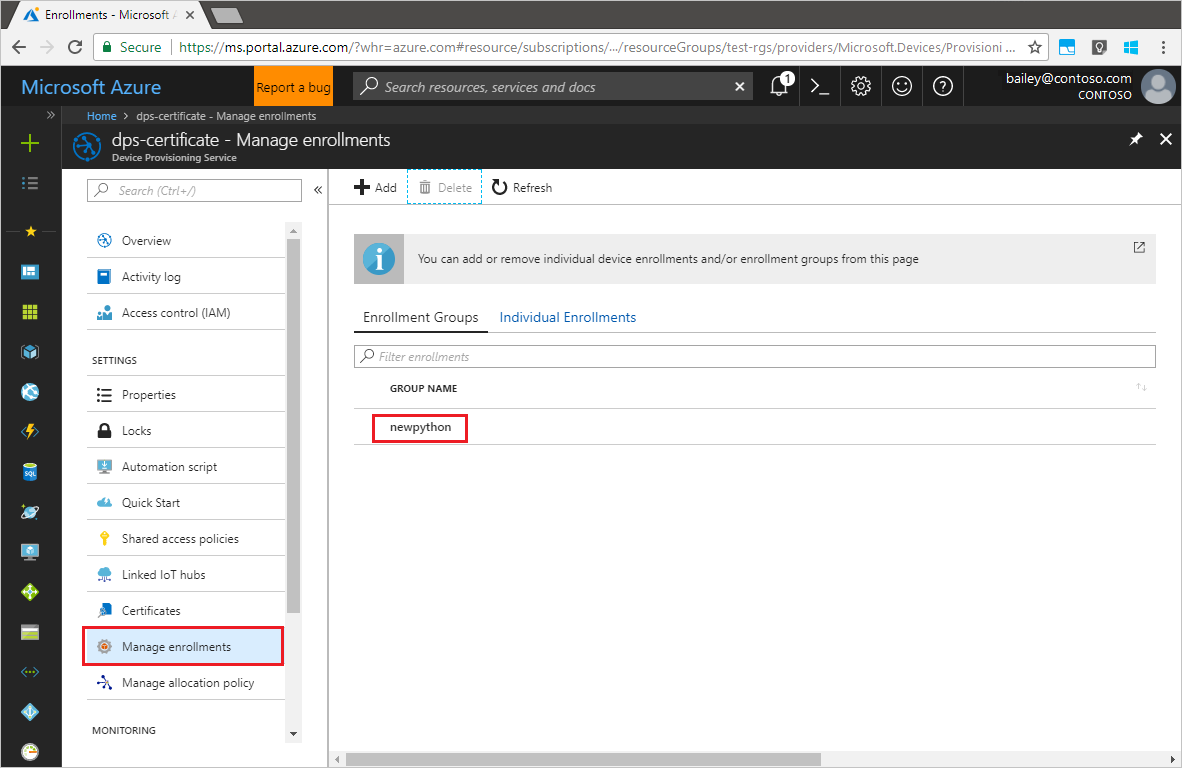 Enrollments - Microsoft
Secure
https://ms.portal.azure.com/?whr=azure.com#resource/subscriptions/.../resourceGroups/test-rgs/providers/Microsoft.Devices/Provisioni ...
Microsoft Azure
Report a bug
Search resources, services and docs
1
bailey@contoso.com
CONTOSO
Home > dps-certificate - Manage enrollments
dps-certificate - Manage enrollments
Device Provisioning Service
Search (Ctrl+/)
Add
Delete
Refresh
Overview
Activity log
Access control (IAM)
SETTINGS
Properties
Locks
Automation script
Quick Start
Shared access policies
Linked IoT hubs
Certificates
Manage enrollments
Manage allocation policy
MONITORING
You can add or remove individual device enrollments and/or enrollment groups from this page
Enrollment Groups
Individual Enrollments
Filter enrollments
GROUP NAME
newpython
SQL